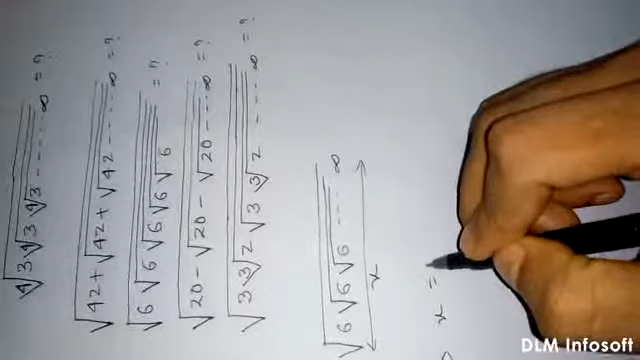 ∜3√3∜3 - - - - ∞ = ?
√42+√42+√42 - - - - ∞ = ?
√6√6√6√6√6 = ?
√20-√20-√20 - - - ∞ = ?
√3∛2√3∛2 - - - - ∞ = ?
√6√6√6 - - - ∞
x
x =
DLM Infosoft